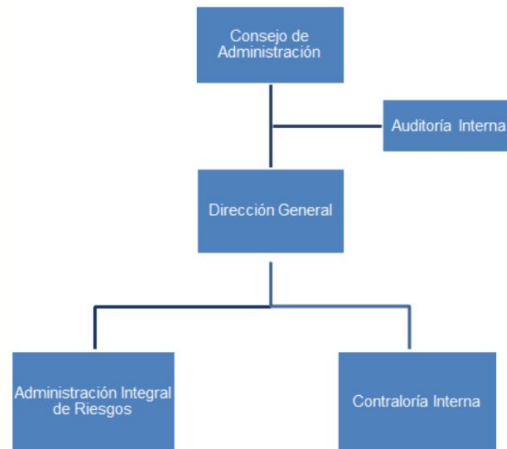 Consejo de
Administración
Auditoría Interna
Dirección General
Administración Integral
de Riesgos
Contraloría Interna